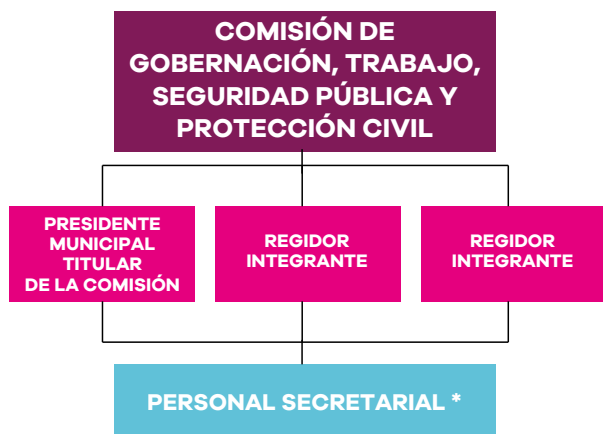 COMISIÓN DE
GOBERNACIÓN, TRABAJO,
SEGURIDAD PÚBLICA Y
PROTECCIÓN CIVIL
PRESIDENTE
MUNICIPAL
TITULAR
DE LA COMISIÓN
REGIDOR
INTEGRANTE
REGIDOR
INTEGRANTE
PERSONAL SECRETARIAL *